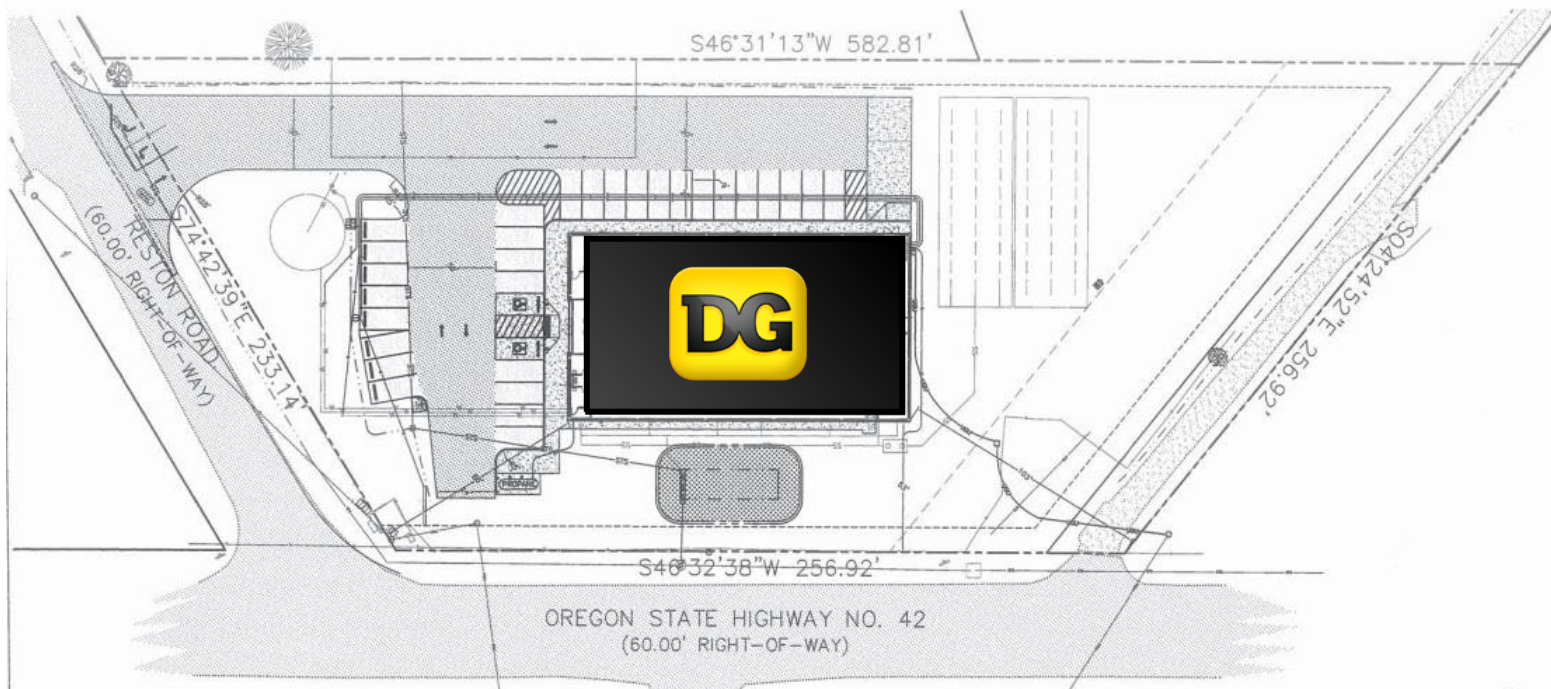 S46°31'13"W 582.81'
S74°42'39"E 233.14'
RESTON ROAD
(60.00' RIGHT-OF-WAY)
DG
S04°24'52"E 256.92'
PROPANE
S46°32'38"W 256.92'
OREGON STATE HIGHWAY NO. 42
(60.00' RIGHT-OF-WAY)